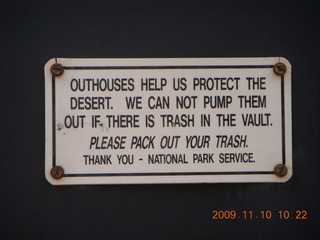 OUTHOUSES HELP US PROTECT THE
DESERT. WE CAN NOT PUMP THEM
OUT IF THERE IS TRASH IN THE VAULT.
PLEASE PACK OUT YOUR TRASH.
THANK YOU - NATIONAL PARK SERVICE.
2009.11.10 10:22